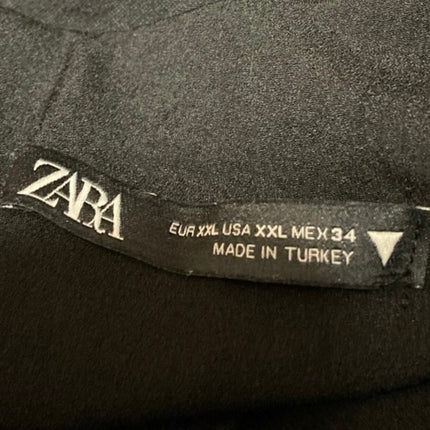 ZARA
EUR XXL USA XXL MEX 34
MADE IN TURKEY